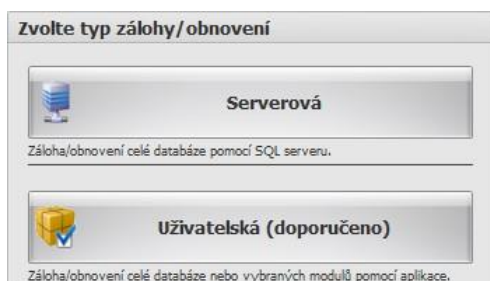 Zvolte typ zálohy/obnovení
Serverová
Záloha/obnovení celé databáze pomocí SQL serveru.
Uživatelská (doporučeno)
Záloha/obnovení celé databáze nebo vybraných modulů pomocí aplikace.